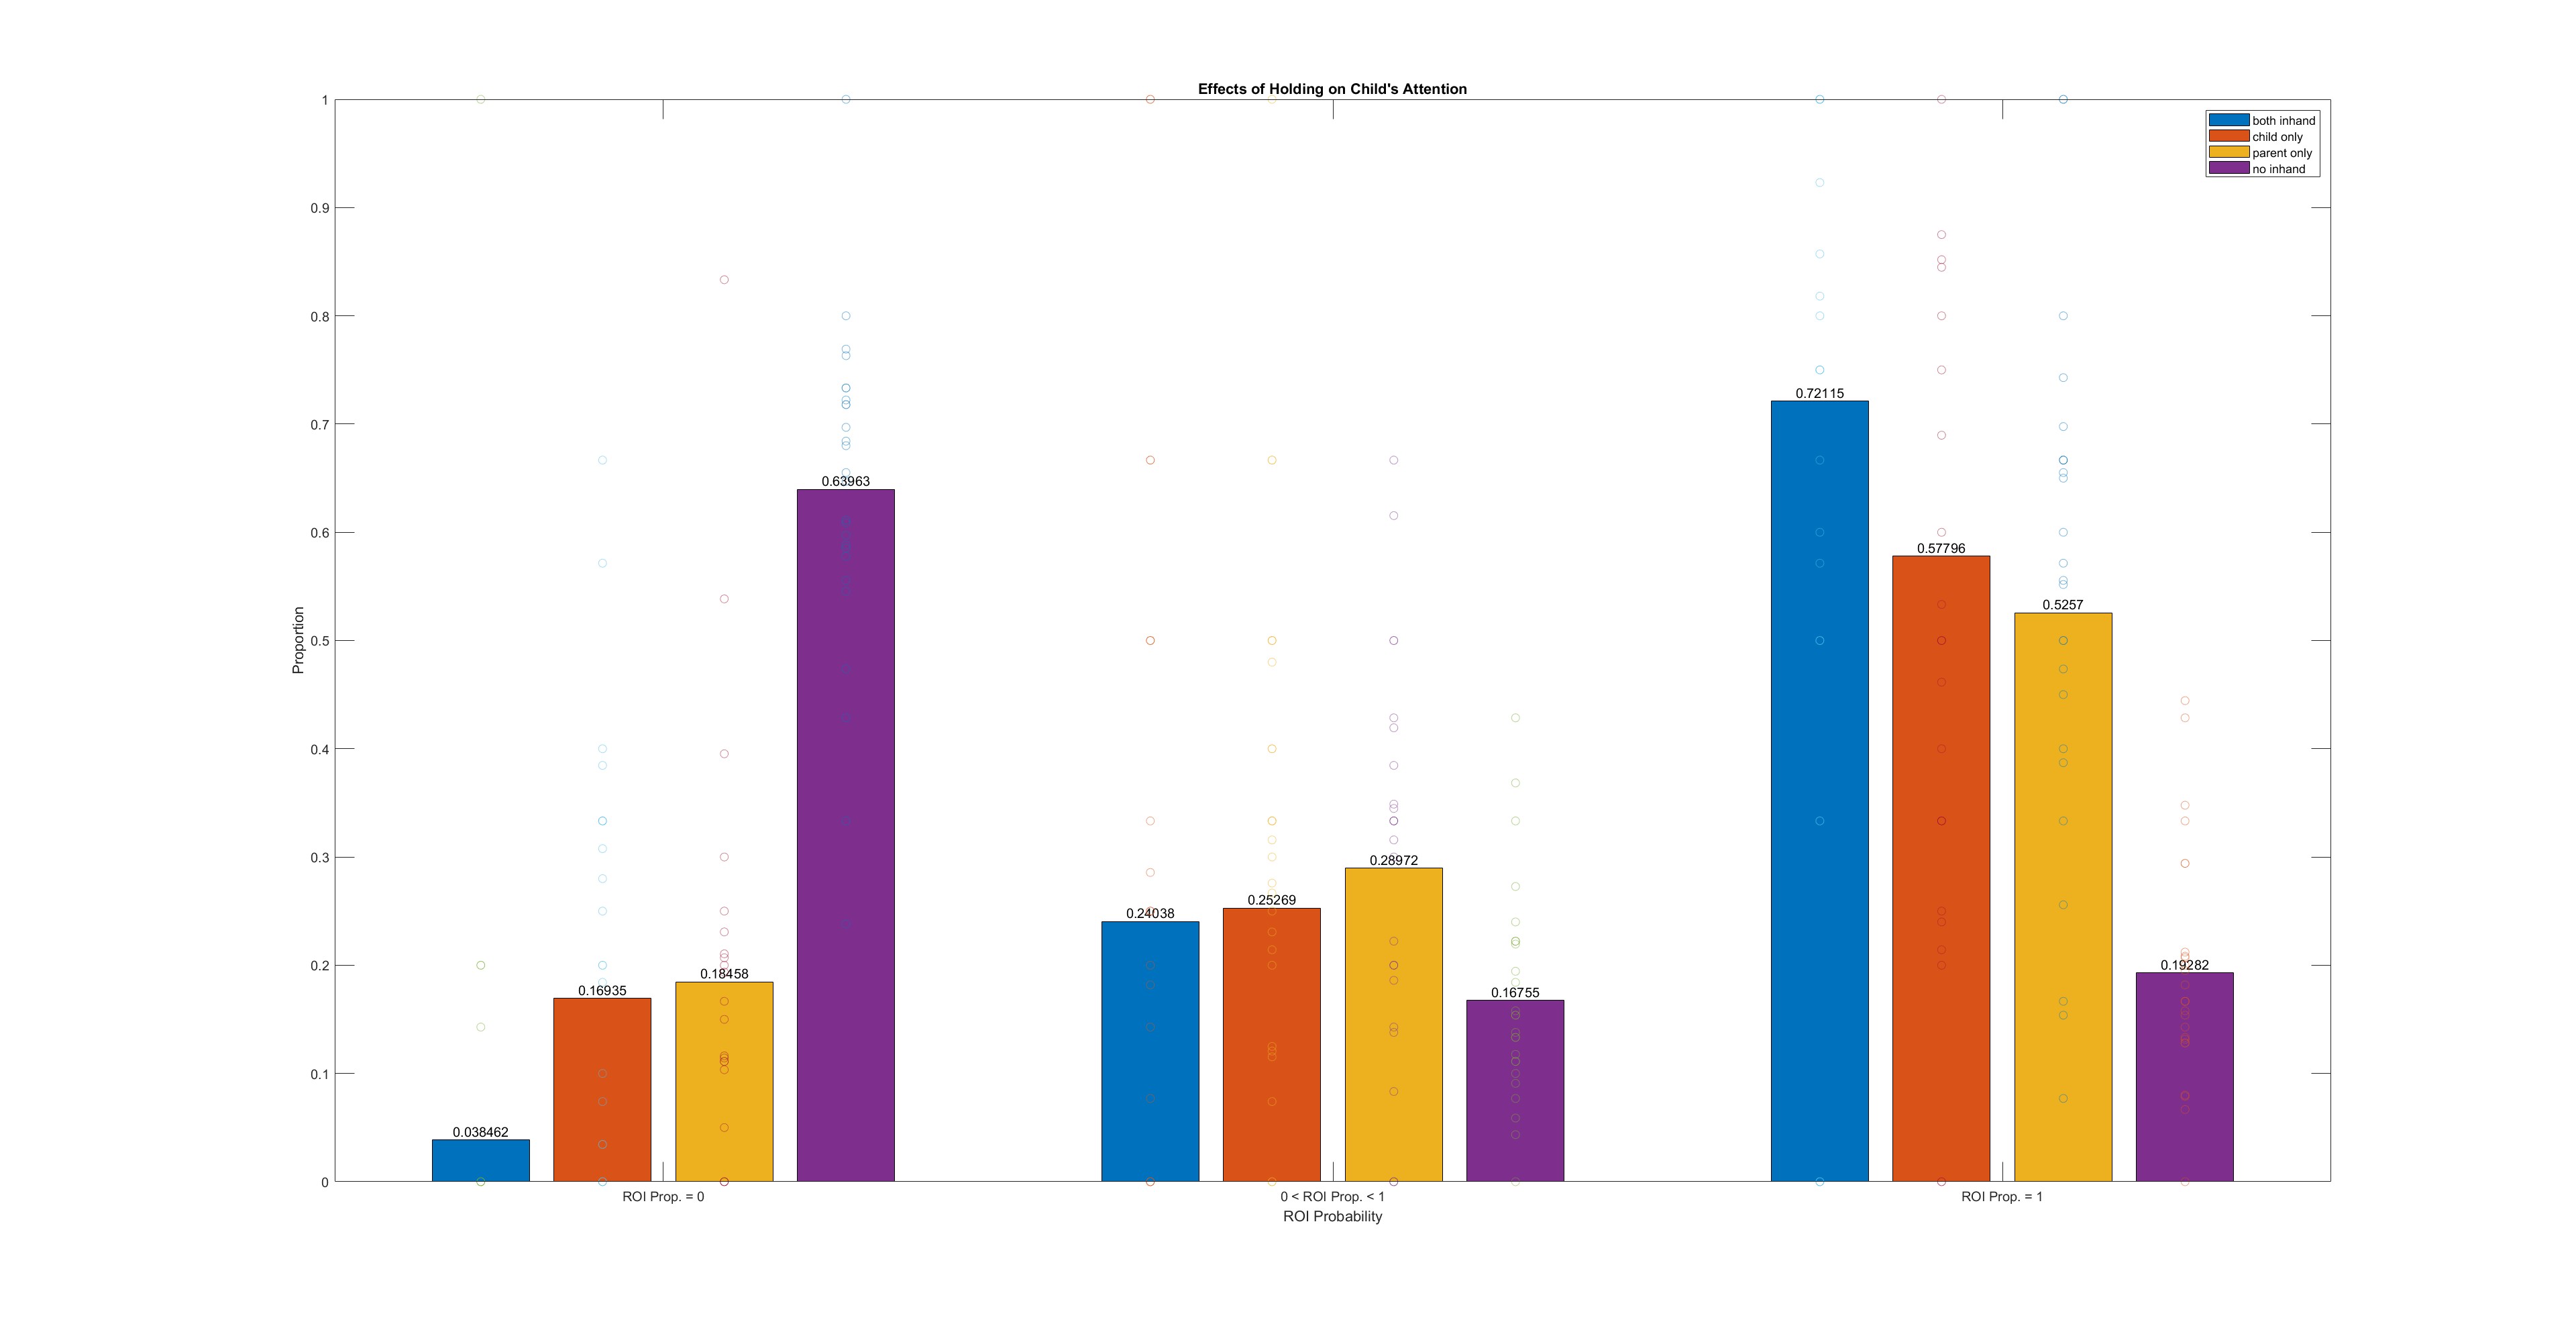 Effects of Holding on Child's Attention
both inhand
child only
parent only
no inhand
1
0.9
0.8
0.7
0.6
0.5
0.4
0.3
0.2
0.1
0
Proportion
0.038462
0.16935
0.18458
0.63963
0.24038
0.25269
0.28972
0.16755
0.72115
0.57796
0.5257
0.19282
ROI Prop. = 0
0 < ROI Prop. < 1
ROI Prop. = 1
ROI Probability